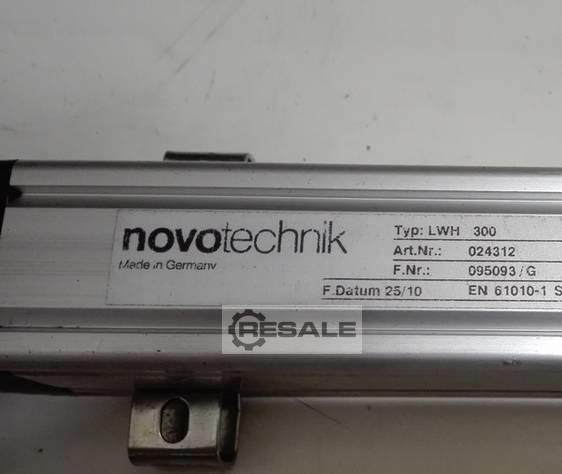 novotechnik
Made in Germany
Typ: LWH 300
Art.Nr.: 024312
F.Nr.: 095093/G
F.Datum 25/10 EN 61010-1 S
RESALE